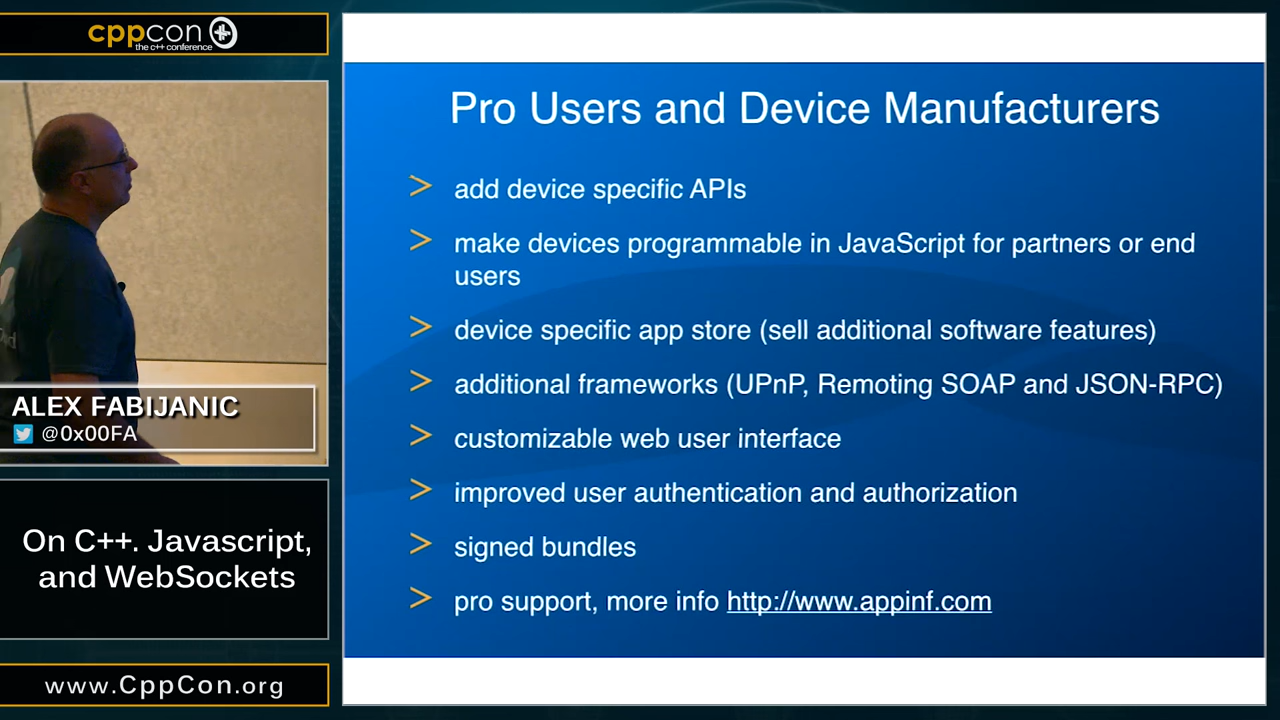 cppcon
the c++ conference
ALEX FABIJANIC
@0x00FA
On C++. Javascript,
and WebSockets
www.CppCon.org
Pro Users and Device Manufacturers
> add device specific APIs
> make devices programmable in JavaScript for partners or end
users
> device specific app store (sell additional software features)
> additional frameworks (UPnP, Remoting SOAP and JSON-RPC)
> customizable web user interface
> improved user authentication and authorization
> signed bundles
> pro support, more info http://www.appinf.com